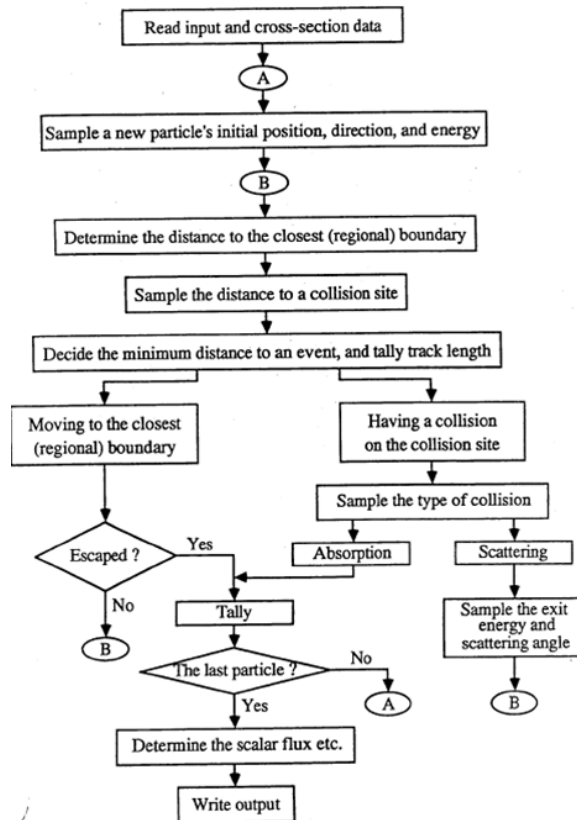 Read input and cross-section data
A
Sample a new particle's initial position, direction, and energy
B
Determine the distance to the closest (regional) boundary
Sample the distance to a collision site
Decide the minimum distance to an event, and tally track length
Moving to the closest
(regional) boundary
Having a collision
on the collision site
Sample the type of collision
Escaped ?
Yes
Absorption
Scattering
No
B
Tally
Sample the exit
energy and
scattering angle
The last particle ?
No
A
B
Yes
Determine the scalar flux etc.
Write output